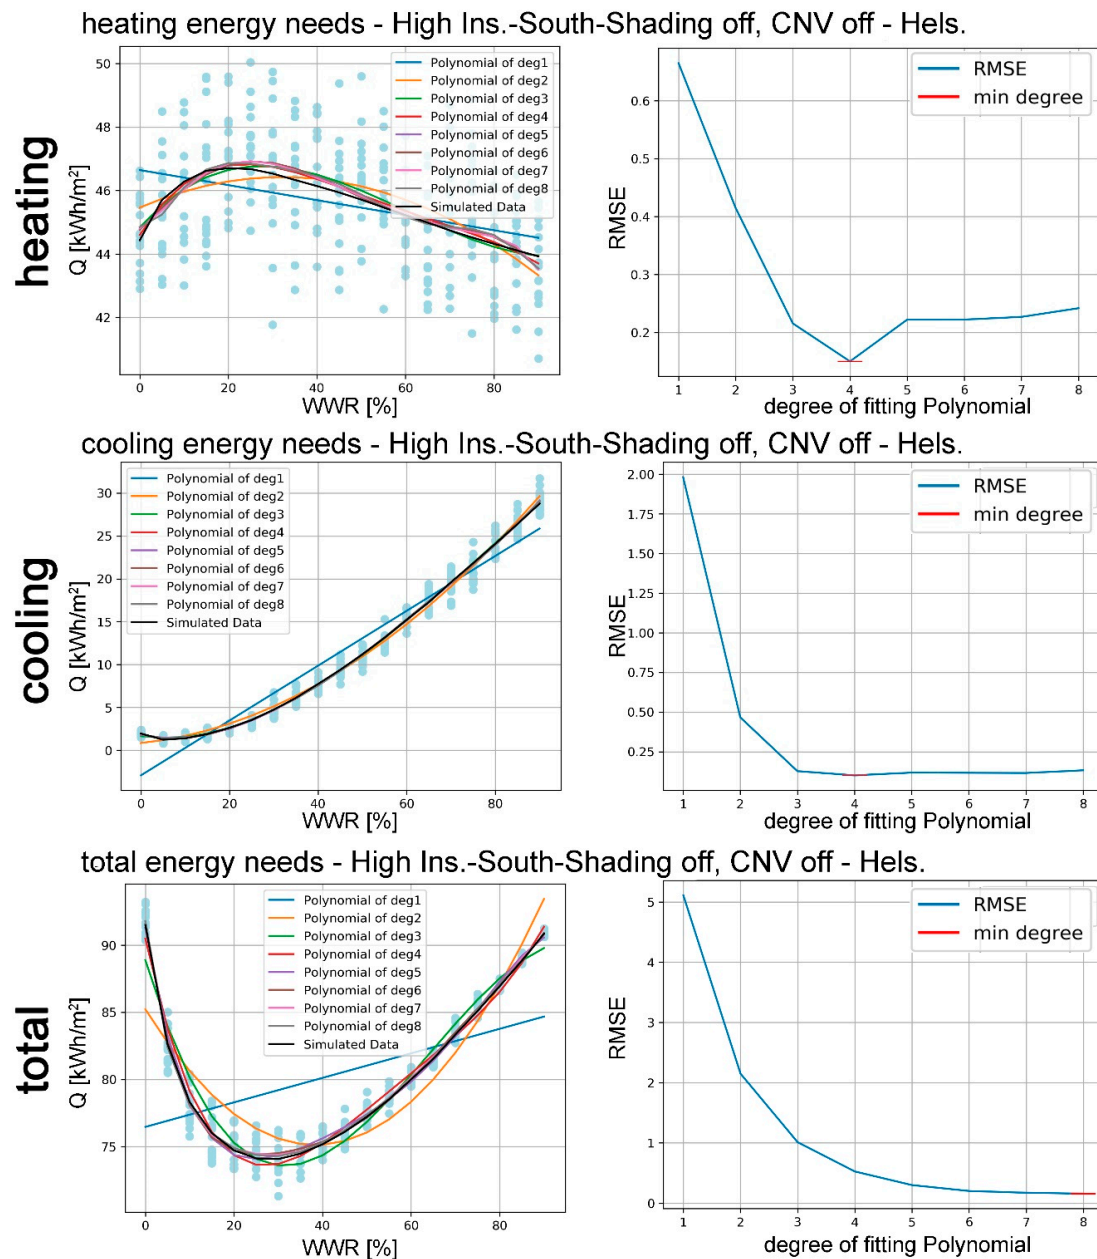 heating energy needs - High Ins.-South-Shading off, CNV off - Hels.
heating
Q [kWh/m²]
50
48
46
44
42
0
20
40
60
80
WWR [%]
Polynomial of deg1
Polynomial of deg2
Polynomial of deg3
Polynomial of deg4
Polynomial of deg5
Polynomial of deg6
Polynomial of deg7
Polynomial of deg8
Simulated Data
RMSE
0.6
0.5
0.4
0.3
0.2
1
2
3
4
5
6
7
8
degree of fitting Polynomial
RMSE
min degree
cooling energy needs - High Ins.-South-Shading off, CNV off - Hels.
cooling
Q [kWh/m²]
30
25
20
15
10
5
0
0
20
40
60
80
WWR [%]
Polynomial of deg1
Polynomial of deg2
Polynomial of deg3
Polynomial of deg4
Polynomial of deg5
Polynomial of deg6
Polynomial of deg7
Polynomial of deg8
Simulated Data
RMSE
2.00
1.75
1.50
1.25
1.00
0.75
0.50
0.25
1
2
3
4
5
6
7
8
degree of fitting Polynomial
RMSE
min degree
total energy needs - High Ins.-South-Shading off, CNV off - Hels.
total
Q [kWh/m²]
90
85
80
75
0
20
40
60
80
WWR [%]
Polynomial of deg1
Polynomial of deg2
Polynomial of deg3
Polynomial of deg4
Polynomial of deg5
Polynomial of deg6
Polynomial of deg7
Polynomial of deg8
Simulated Data
RMSE
5
4
3
2
1
0
1
2
3
4
5
6
7
8
degree of fitting Polynomial
RMSE
min degree